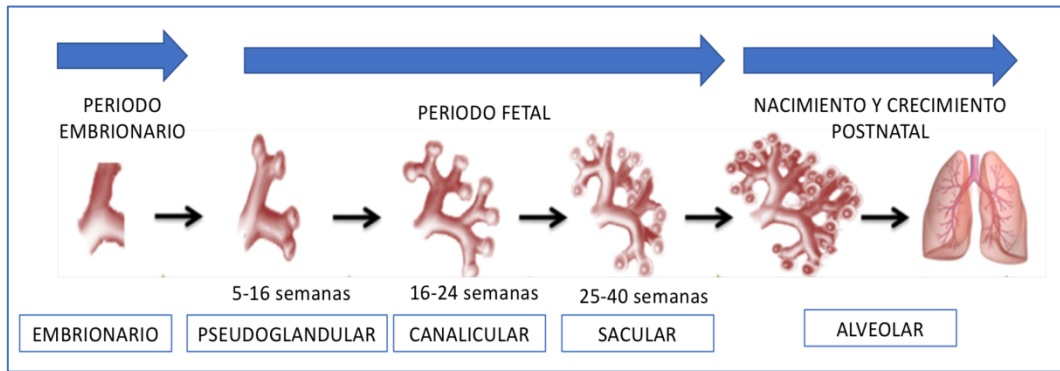 PERIODO
EMBRIONARIO
PERIODO FETAL
NACIMIENTO Y CRECIMIENTO
POSTNATAL
5-16 semanas
16-24 semanas
25-40 semanas
EMBRIONARIO
PSEUDOGLANDULAR
CANALICULAR
SACULAR
ALVEOLAR